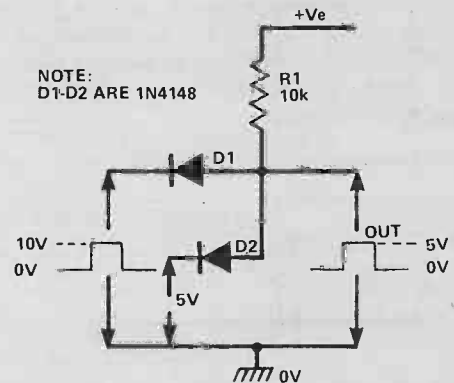 +Ve
NOTE:
D1-D2 ARE 1N4148
R1
10k
D1
10V
0V
D2
5V
OUT
5V
0V
0V